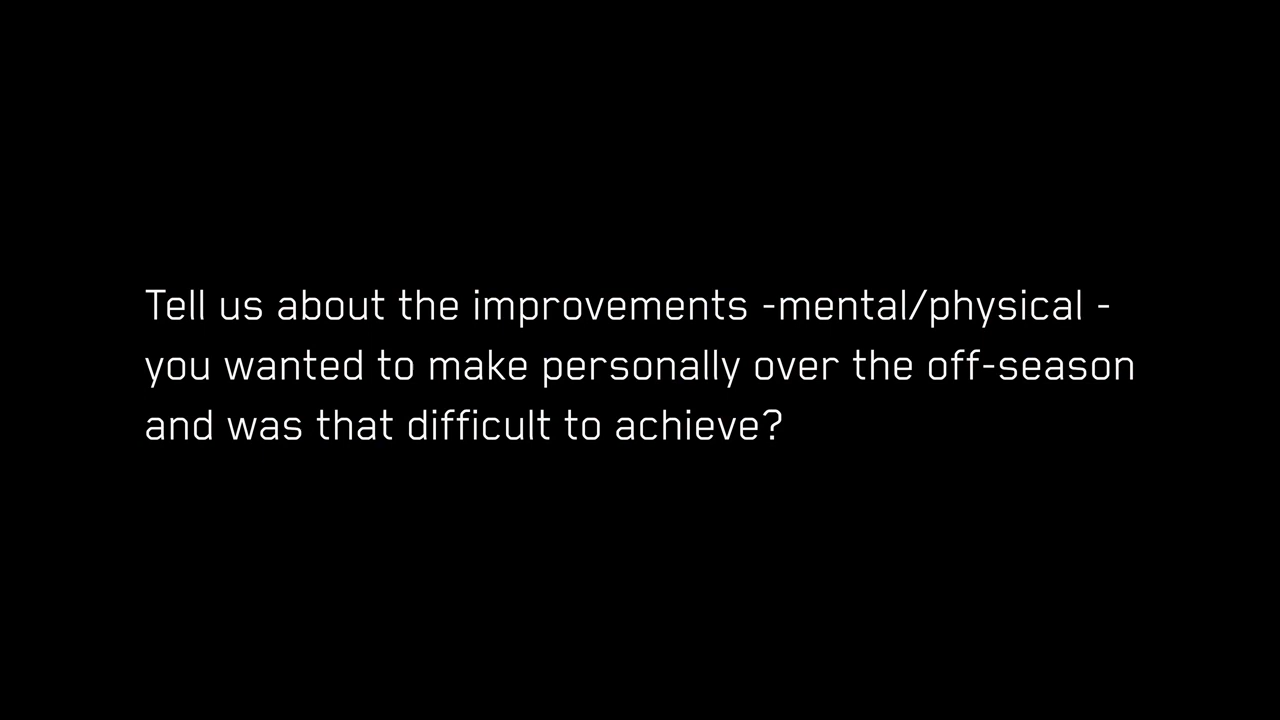 Tell us about the improvements -mental/physical -
you wanted to make personally over the off-season
and was that difficult to achieve?